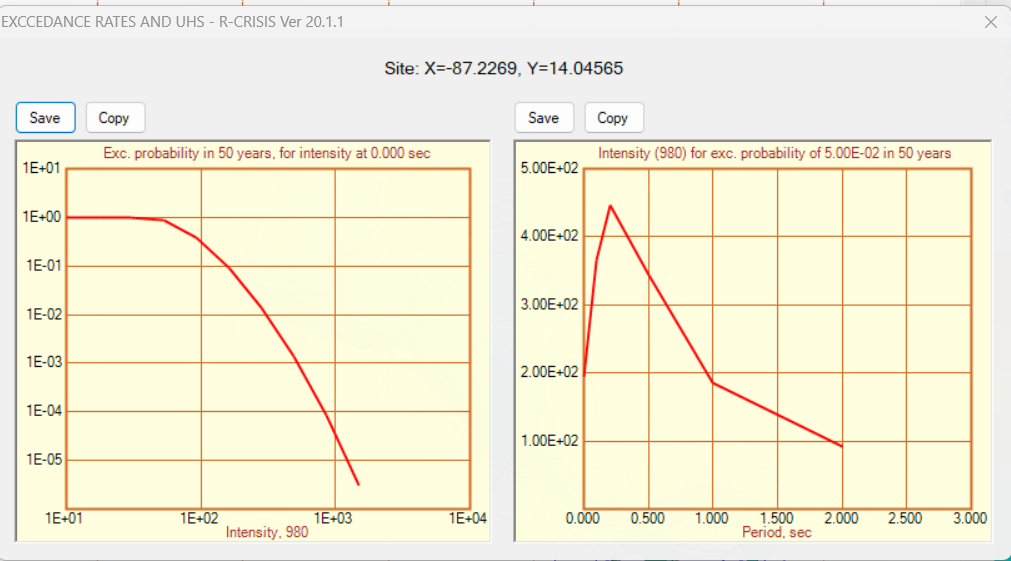 EXCCEDANCE RATES AND UHS - R-CRISIS Ver 20.1.1
Site: X=-87.2269, Y=14.04565
Save Copy
Exc. probability in 50 years, for intensity at 0.000 sec
1E+01
1E+00
1E-01
1E-02
1E-03
1E-04
1E-05
1E+01 1E+02 1E+03 1E+04
Intensity, 980
Save Copy
Intensity (980) for exc. probability of 5.00E-02 in 50 years
5.00E+02
4.00E+02
3.00E+02
2.00E+02
1.00E+02
0.000 0.500 1.000 1.500 2.000 2.500 3.000
Period, sec